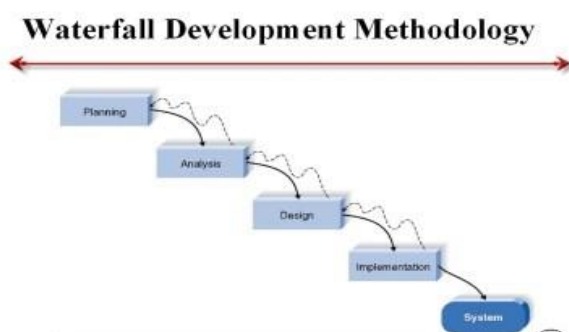 Waterfall Development Methodology
Planning
Analysis
Design
Implementation
System